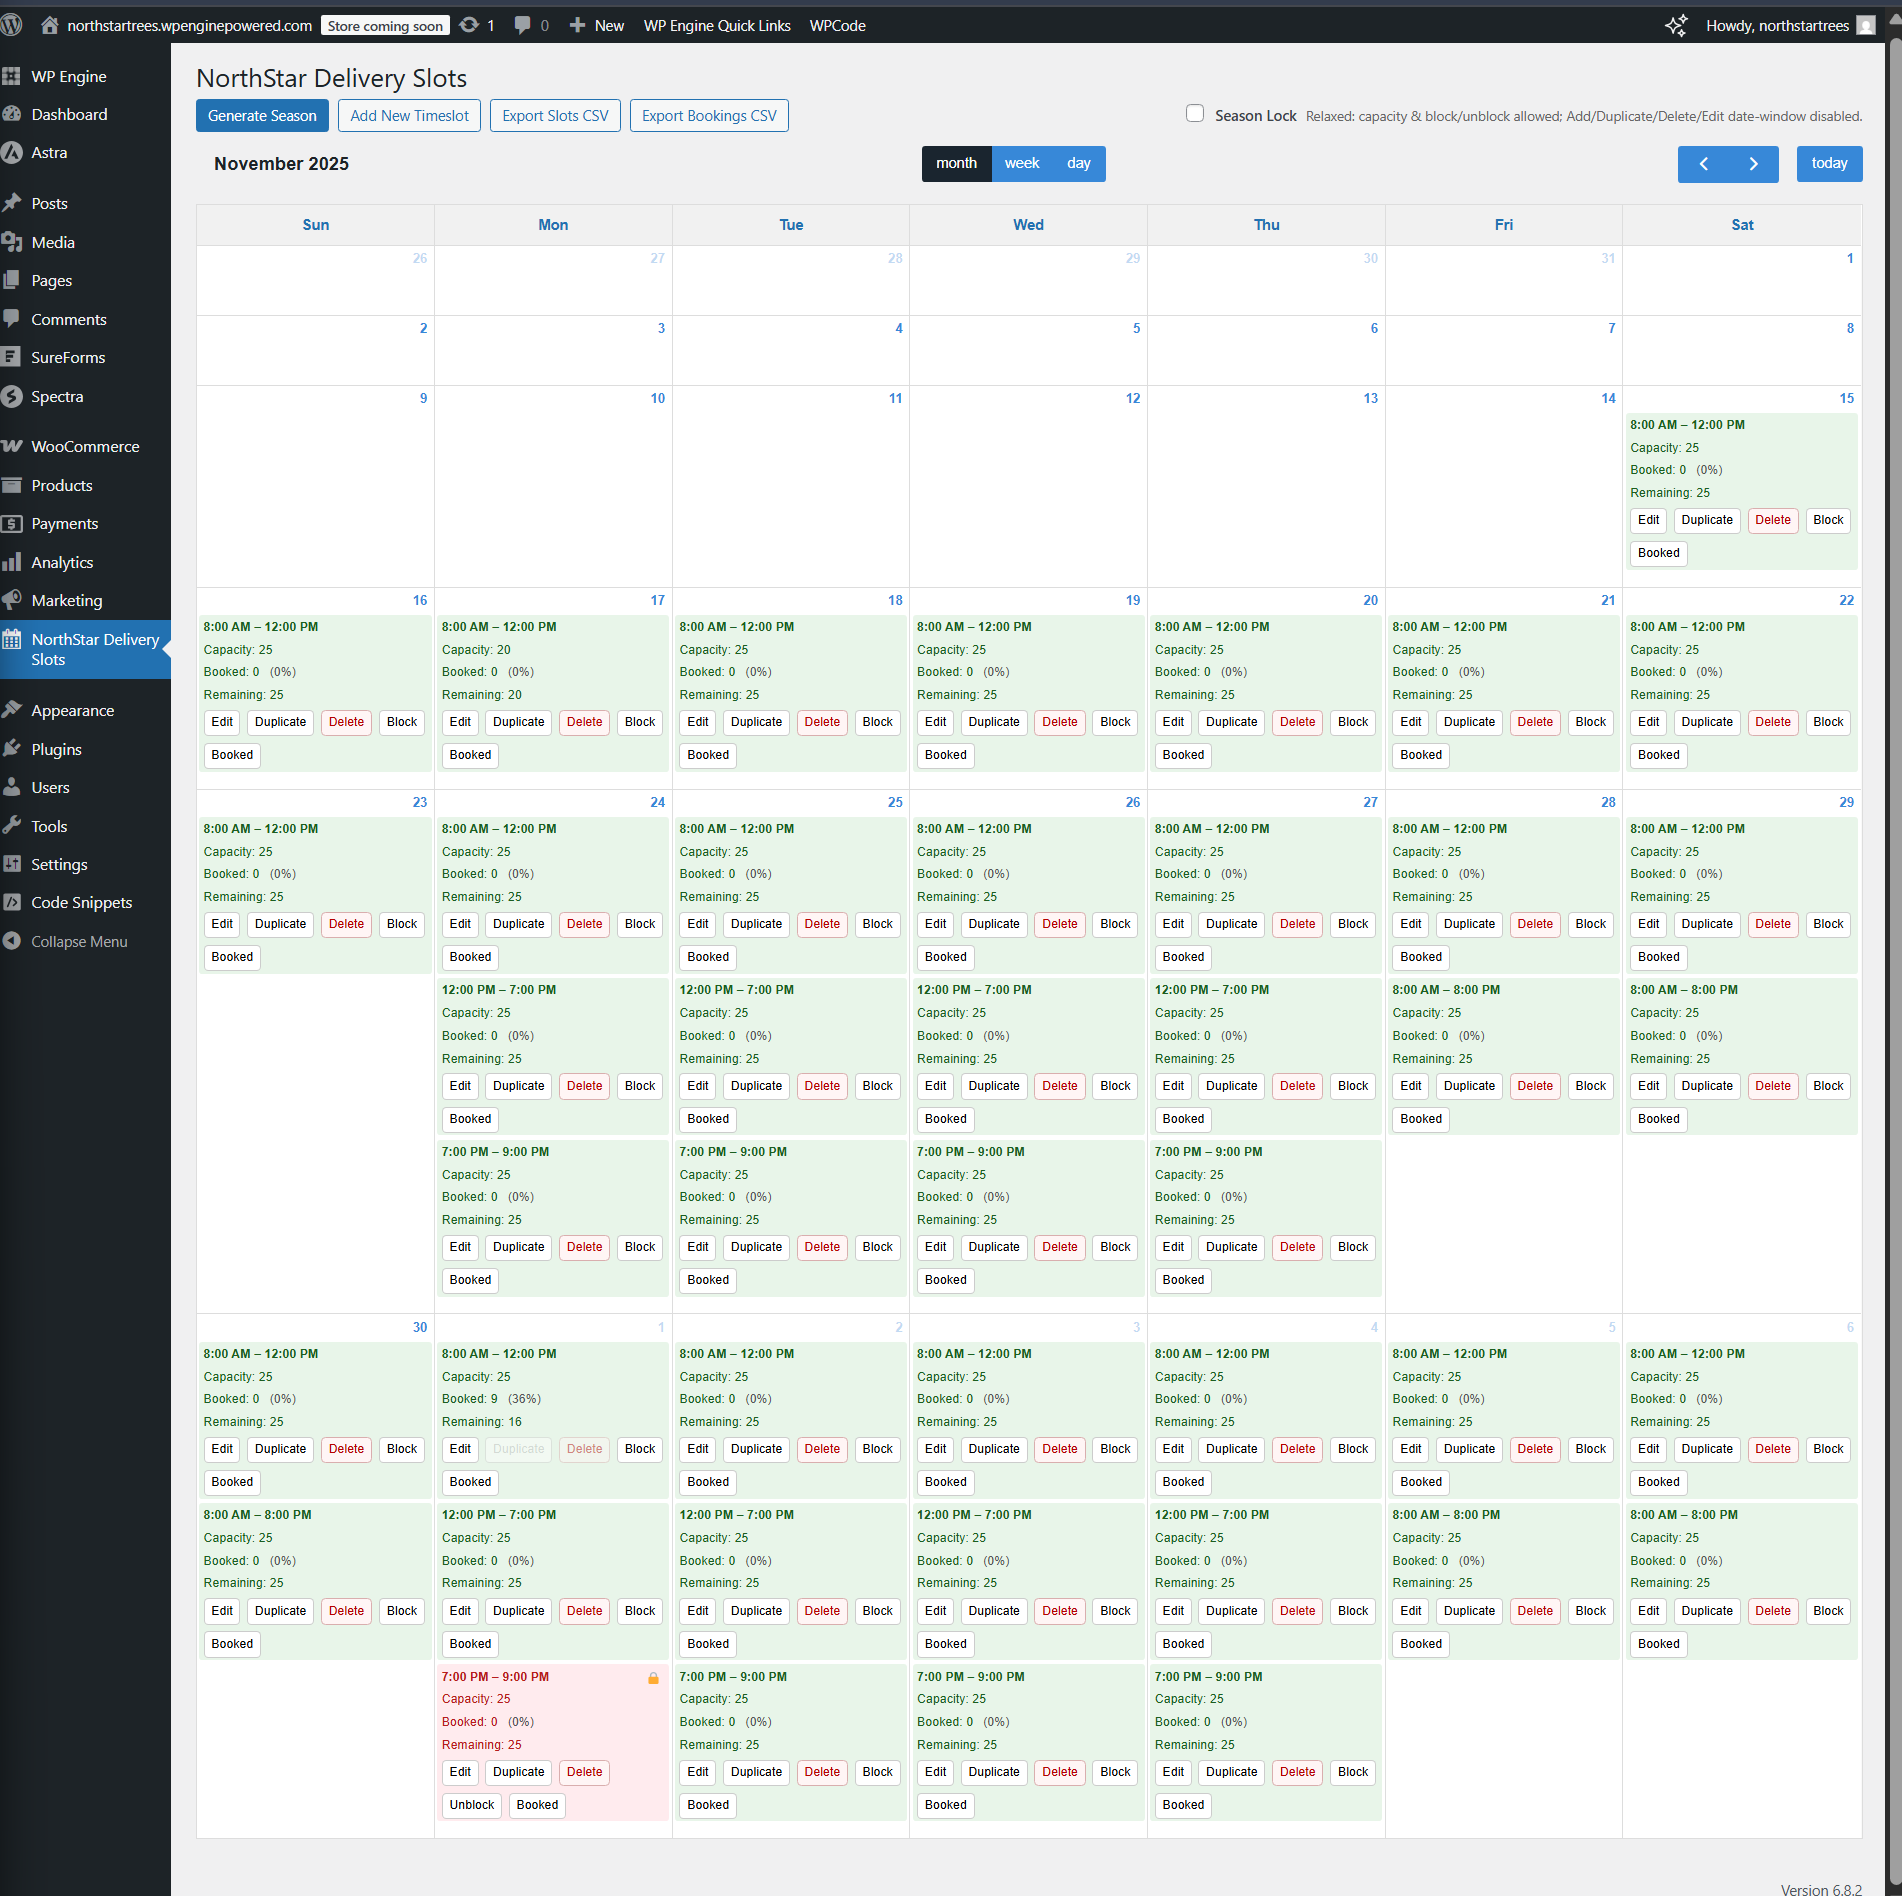 northstartrees.wpenginepowered.com Store coming soon 1 0 New WP Engine Quick Links WPCode Howdy, northstartrees
WP Engine
Dashboard
Astra
Posts
Media
Pages
Comments
SureForms
Spectra
WooCommerce
Products
Payments
Analytics
Marketing
NorthStar Delivery
Slots
Appearance
Plugins
Users
Tools
Settings
Code Snippets
Collapse Menu
NorthStar Delivery Slots
Generate Season Add New Timeslot Export Slots CSV Export Bookings CSV Season Lock Relaxed: capacity & block/unblock allowed; Add/Duplicate/Delete/Edit date-window disabled.
November 2025 month week day today
Sun Mon Tue Wed Thu Fri Sat
26 27 28 29 30 31 1
2 3 4 5 6 7 8
9 10 11 12 13 14 15
8:00 AM – 12:00 PM
Capacity: 25
Booked: 0 (0%)
Remaining: 25
Edit Duplicate Delete Block
Booked
16 17 18 19 20 21 22
8:00 AM – 12:00 PM 8:00 AM – 12:00 PM 8:00 AM – 12:00 PM 8:00 AM – 12:00 PM 8:00 AM – 12:00 PM 8:00 AM – 12:00 PM 8:00 AM – 12:00 PM
Capacity: 25 Capacity: 20 Capacity: 25 Capacity: 25 Capacity: 25 Capacity: 25 Capacity: 25
Booked: 0 (0%) Booked: 0 (0%) Booked: 0 (0%) Booked: 0 (0%) Booked: 0 (0%) Booked: 0 (0%) Booked: 0 (0%)
Remaining: 25 Remaining: 20 Remaining: 25 Remaining: 25 Remaining: 25 Remaining: 25 Remaining: 25
Edit Duplicate Delete Block Edit Duplicate Delete Block Edit Duplicate Delete Block Edit Duplicate Delete Block Edit Duplicate Delete Block Edit Duplicate Delete Block Edit Duplicate Delete Block
Booked Booked Booked Booked Booked Booked Booked
23 24 25 26 27 28 29
8:00 AM – 12:00 PM 8:00 AM – 12:00 PM 8:00 AM – 12:00 PM 8:00 AM – 12:00 PM 8:00 AM – 12:00 PM 8:00 AM – 12:00 PM 8:00 AM – 12:00 PM
Capacity: 25 Capacity: 25 Capacity: 25 Capacity: 25 Capacity: 25 Capacity: 25 Capacity: 25
Booked: 0 (0%) Booked: 0 (0%) Booked: 0 (0%) Booked: 0 (0%) Booked: 0 (0%) Booked: 0 (0%) Booked: 0 (0%)
Remaining: 25 Remaining: 25 Remaining: 25 Remaining: 25 Remaining: 25 Remaining: 25 Remaining: 25
Edit Duplicate Delete Block Edit Duplicate Delete Block Edit Duplicate Delete Block Edit Duplicate Delete Block Edit Duplicate Delete Block Edit Duplicate Delete Block Edit Duplicate Delete Block
Booked Booked Booked Booked Booked Booked Booked
12:00 PM – 7:00 PM 12:00 PM – 7:00 PM 12:00 PM – 7:00 PM 12:00 PM – 7:00 PM 8:00 AM – 8:00 PM 8:00 AM – 8:00 PM
Capacity: 25 Capacity: 25 Capacity: 25 Capacity: 25 Capacity: 25 Capacity: 25
Booked: 0 (0%) Booked: 0 (0%) Booked: 0 (0%) Booked: 0 (0%) Booked: 0 (0%) Booked: 0 (0%)
Remaining: 25 Remaining: 25 Remaining: 25 Remaining: 25 Remaining: 25 Remaining: 25
Edit Duplicate Delete Block Edit Duplicate Delete Block Edit Duplicate Delete Block Edit Duplicate Delete Block Edit Duplicate Delete Block Edit Duplicate Delete Block
Booked Booked Booked Booked Booked Booked
7:00 PM – 9:00 PM 7:00 PM – 9:00 PM 7:00 PM – 9:00 PM 7:00 PM – 9:00 PM
Capacity: 25 Capacity: 25 Capacity: 25 Capacity: 25
Booked: 0 (0%) Booked: 0 (0%) Booked: 0 (0%) Booked: 0 (0%)
Remaining: 25 Remaining: 25 Remaining: 25 Remaining: 25
Edit Duplicate Delete Block Edit Duplicate Delete Block Edit Duplicate Delete Block Edit Duplicate Delete Block
Booked Booked Booked Booked
30 1 2 3 4 5 6
8:00 AM – 12:00 PM 8:00 AM – 12:00 PM 8:00 AM – 12:00 PM 8:00 AM – 12:00 PM 8:00 AM – 12:00 PM 8:00 AM – 12:00 PM 8:00 AM – 12:00 PM
Capacity: 25 Capacity: 25 Capacity: 25 Capacity: 25 Capacity: 25 Capacity: 25 Capacity: 25
Booked: 0 (0%) Booked: 9 (36%) Booked: 0 (0%) Booked: 0 (0%) Booked: 0 (0%) Booked: 0 (0%) Booked: 0 (0%)
Remaining: 25 Remaining: 16 Remaining: 25 Remaining: 25 Remaining: 25 Remaining: 25 Remaining: 25
Edit Duplicate Delete Block Edit Duplicate Delete Block Edit Duplicate Delete Block Edit Duplicate Delete Block Edit Duplicate Delete Block Edit Duplicate Delete Block Edit Duplicate Delete Block
Booked Booked Booked Booked Booked Booked Booked
8:00 AM – 8:00 PM 12:00 PM – 7:00 PM 12:00 PM – 7:00 PM 12:00 PM – 7:00 PM 12:00 PM – 7:00 PM 8:00 AM – 8:00 PM 8:00 AM – 8:00 PM
Capacity: 25 Capacity: 25 Capacity: 25 Capacity: 25 Capacity: 25 Capacity: 25 Capacity: 25
Booked: 0 (0%) Booked: 0 (0%) Booked: 0 (0%) Booked: 0 (0%) Booked: 0 (0%) Booked: 0 (0%) Booked: 0 (0%)
Remaining: 25 Remaining: 25 Remaining: 25 Remaining: 25 Remaining: 25 Remaining: 25 Remaining: 25
Edit Duplicate Delete Block Edit Duplicate Delete Block Edit Duplicate Delete Block Edit Duplicate Delete Block Edit Duplicate Delete Block Edit Duplicate Delete Block Edit Duplicate Delete Block
Booked Booked Booked Booked Booked Booked Booked
7:00 PM – 9:00 PM 7:00 PM – 9:00 PM 7:00 PM – 9:00 PM 7:00 PM – 9:00 PM
Capacity: 25 Capacity: 25 Capacity: 25 Capacity: 25
Booked: 0 (0%) Booked: 0 (0%) Booked: 0 (0%) Booked: 0 (0%)
Remaining: 25 Remaining: 25 Remaining: 25 Remaining: 25
Edit Duplicate Delete Edit Duplicate Delete Block Edit Duplicate Delete Block Edit Duplicate Delete Block
Unblock Booked Booked Booked Booked
Version 6.8.2